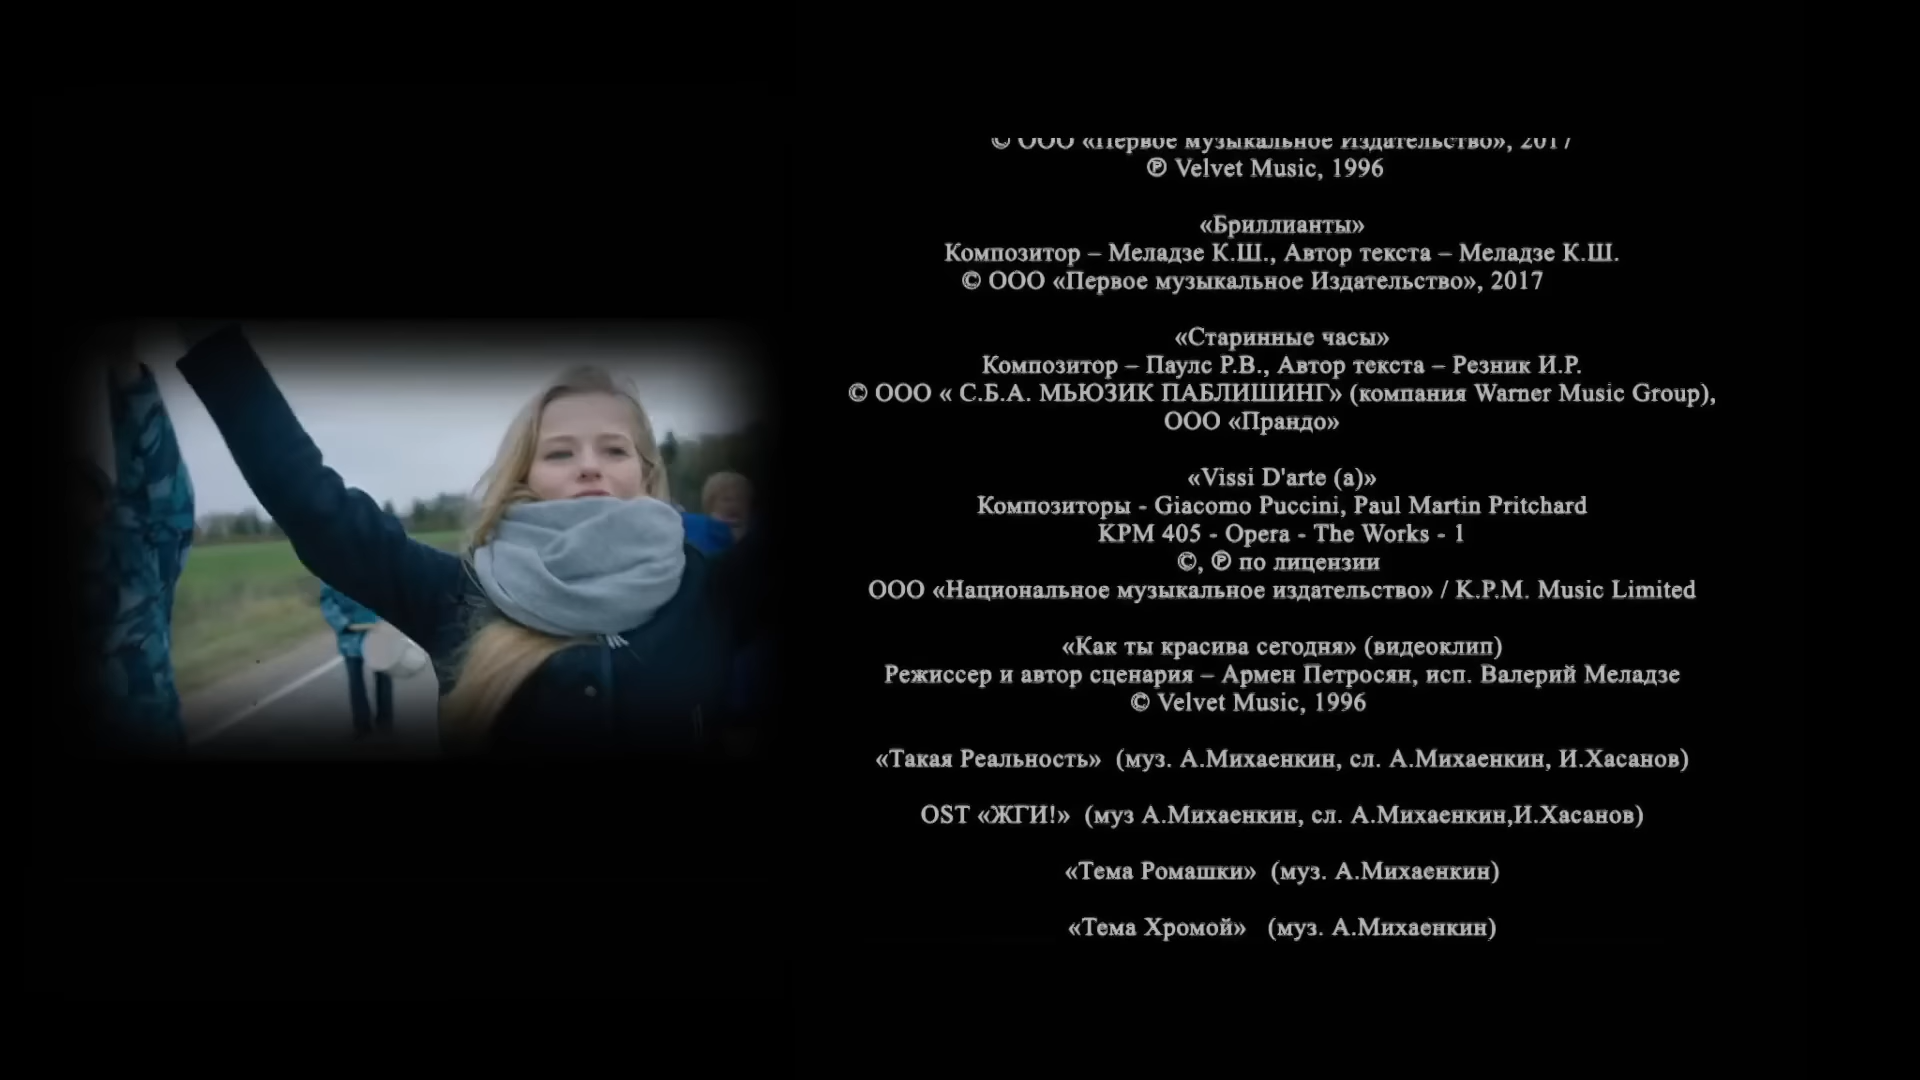 © ООО «Первое музыкальное Издательство», 2017
℗ Velvet Music, 1996
«Бриллианты»
Композитор – Меладзе К.Ш., Автор текста – Меладзе К.Ш.
© ООО «Первое музыкальное Издательство», 2017
«Старинные часы»
Композитор – Паулс Р.В., Автор текста – Резник И.Р.
© ООО « С.Б.А. МЬЮЗИК ПАБЛИШИНГ» (компания Warner Music Group),
ООО «Прандо»
«Vissi D'arte (a)»
Композиторы - Giacomo Puccini, Paul Martin Pritchard
KPM 405 - Opera - The Works - 1
©, ℗ по лицензии
ООО «Национальное музыкальное издательство» / K.P.M. Music Limited
«Как ты красива сегодня» (видеоклип)
Режиссер и автор сценария – Армен Петросян, исп. Валерий Меладзе
© Velvet Music, 1996
«Такая Реальность» (муз. А.Михаенкин, сл. А.Михаенкин, И.Хасанов)
OST «ЖГИ!» (муз А.Михаенкин, сл. А.Михаенкин,И.Хасанов)
«Тема Ромашки» (муз. А.Михаенкин)
«Тема Хромой» (муз. А.Михаенкин)